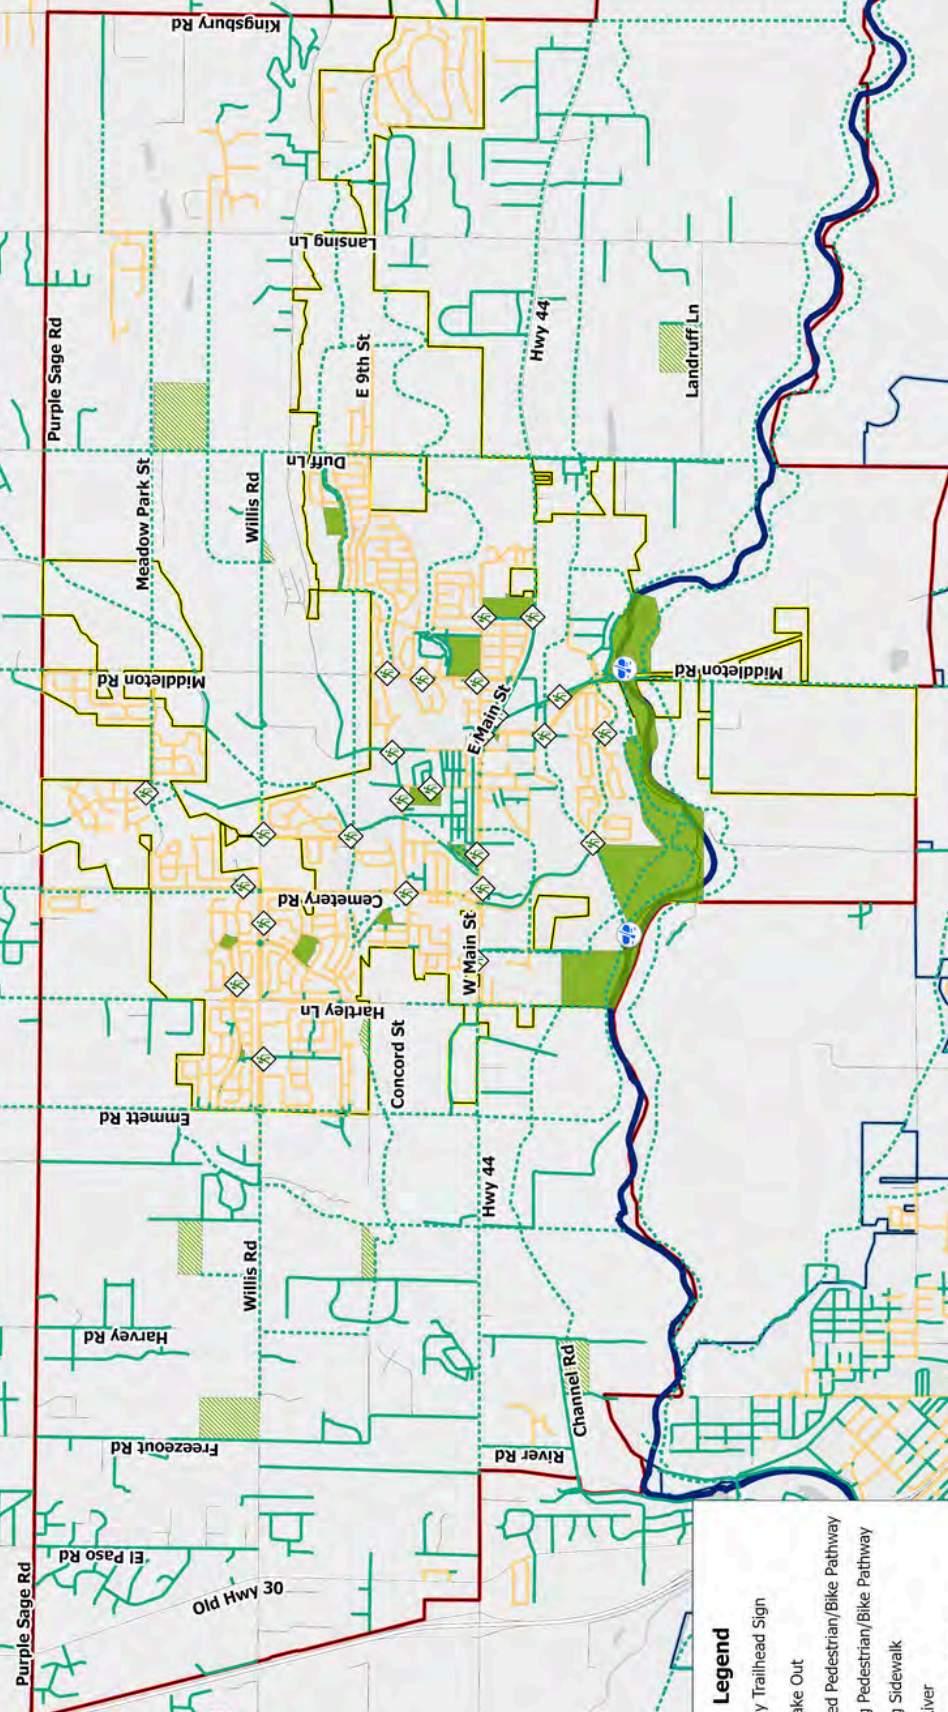 Kingsbury Rd
Lansing Ln
Purple Sage Rd
E 9th St
Hwy 44
Landruff Ln
Meadow Park St
Willis Rd
Duff Ln
Middleton Rd
Middleton Rd
E Main St
Cemetery Rd
W Main St
Hartley Ln
Concord St
Emmett Rd
Hwy 44
Willis Rd
Harvey Rd
Channel Rd
Freezeout Rd
River Rd
El Paso Rd
Old Hwy 30
Purple Sage Rd
Legend
y Trailhead Sign
ake Out
ed Pedestrian/Bike Pathway
g Pedestrian/Bike Pathway
g Sidewalk
iver